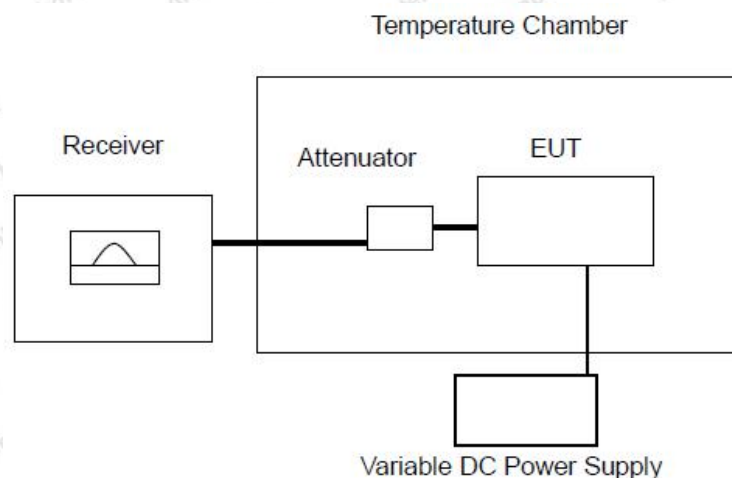 Temperature Chamber
Receiver
Attenuator
EUT
Variable DC Power Supply